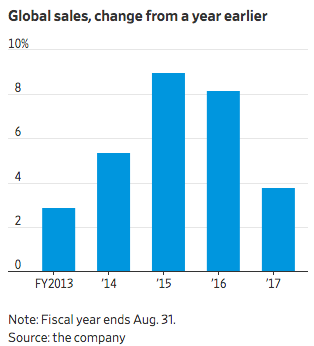 Global sales, change from a year earlier
10%
8
6
4
2
0
FY2013 ’14 ’15 ’16 ’17
Note: Fiscal year ends Aug. 31.
Source: the company